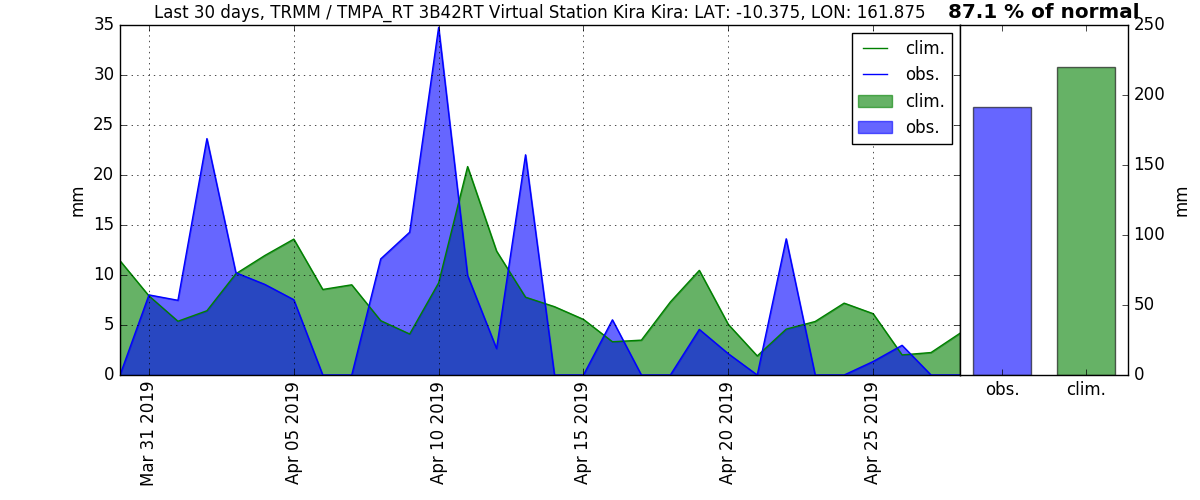 Last 30 days, TRMM / TMPA_RT 3B42RT Virtual Station Kira Kira: LAT: -10.375, LON: 161.875
87.1 % of normal
35
30
25
20
15
10
5
0
mm
clim.
obs.
clim.
obs.
Mar 31 2019
Apr 05 2019
Apr 10 2019
Apr 15 2019
Apr 20 2019
Apr 25 2019
250
200
150
100
50
0
mm
obs.
clim.